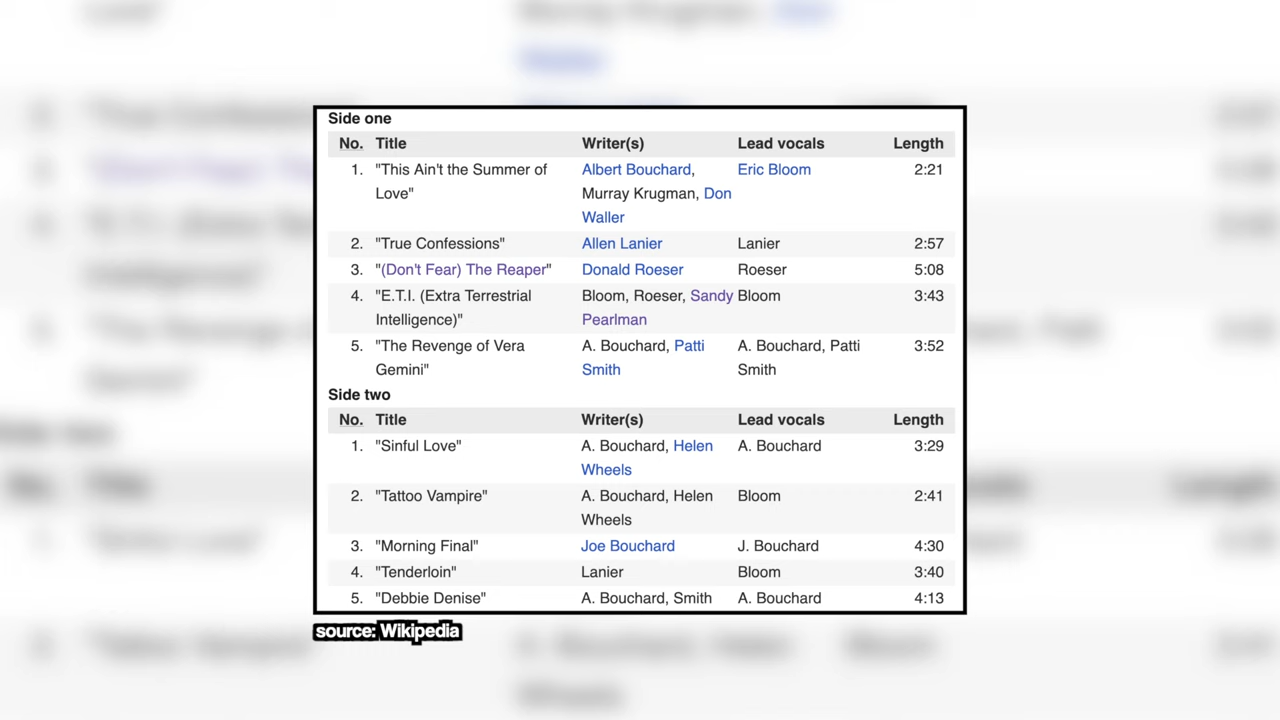 Side one
No. Title Writer(s) Lead vocals Length
1. "This Ain't the Summer of Albert Bouchard, Eric Bloom 2:21
Love" Murray Krugman, Don
Waller
2. "True Confessions" Allen Lanier Lanier 2:57
3. "(Don't Fear) The Reaper" Donald Roeser Roeser 5:08
4. "E.T.I. (Extra Terrestrial Bloom, Roeser, Sandy Bloom 3:43
Intelligence)" Pearlman
5. "The Revenge of Vera A. Bouchard, Patti A. Bouchard, Patti 3:52
Gemini" Smith Smith
Side two
No. Title Writer(s) Lead vocals Length
1. "Sinful Love" A. Bouchard, Helen A. Bouchard 3:29
Wheels
2. "Tattoo Vampire" A. Bouchard, Helen Bloom 2:41
Wheels
3. "Morning Final" Joe Bouchard J. Bouchard 4:30
4. "Tenderloin" Lanier Bloom 3:40
5. "Debbie Denise" A. Bouchard, Smith A. Bouchard 4:13
source: Wikipedia